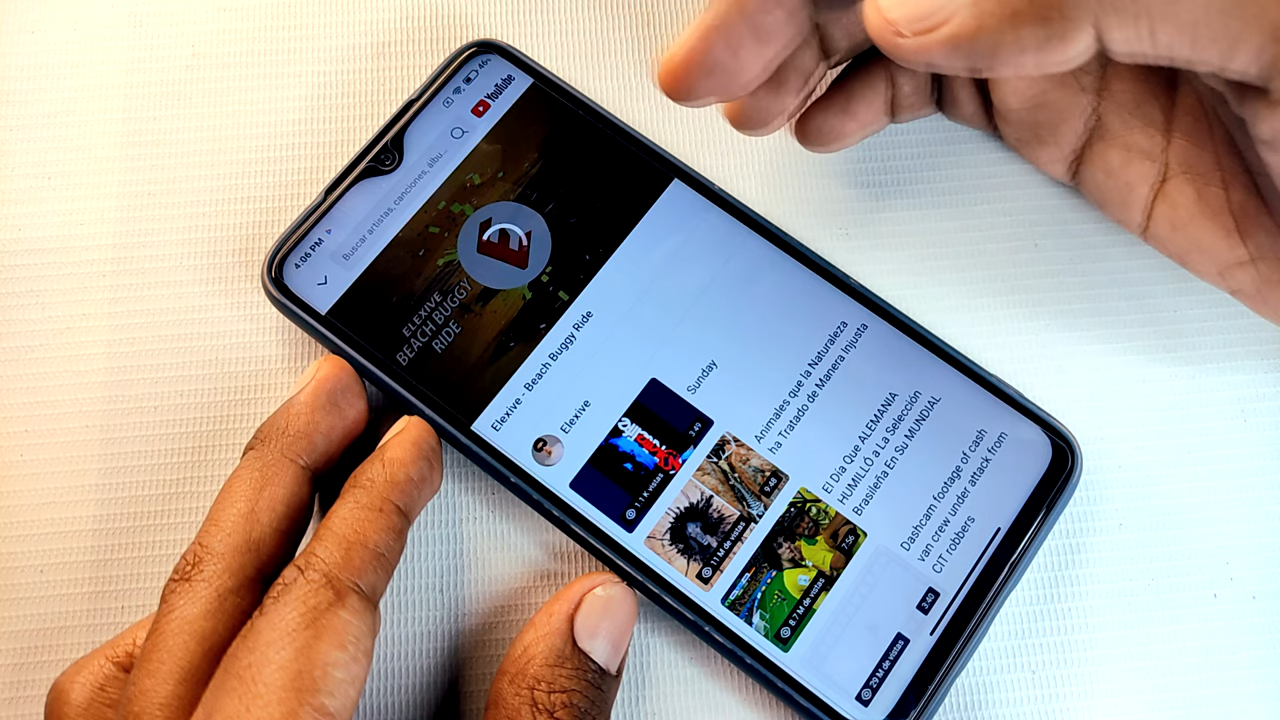 4:06 PM
46%
Buscar artistas, canciones, álbu...
YouTube
ELEXIVE
BEACH BUGGY
RIDE
Elexive - Beach Buggy Ride
Elexive
Sunday
3:49
1.1 K vistas
Animales que la Naturaleza
ha Tratado de Manera Injusta
9:48
11 M de vistas
El Día Que ALEMANIA
HUMILLÓ a La Selección
Brasileña En Su MUNDIAL
7:56
8.7 M de vistas
Dashcam footage of cash
van crew under attack from
CIT robbers
3:40
29 M de vistas